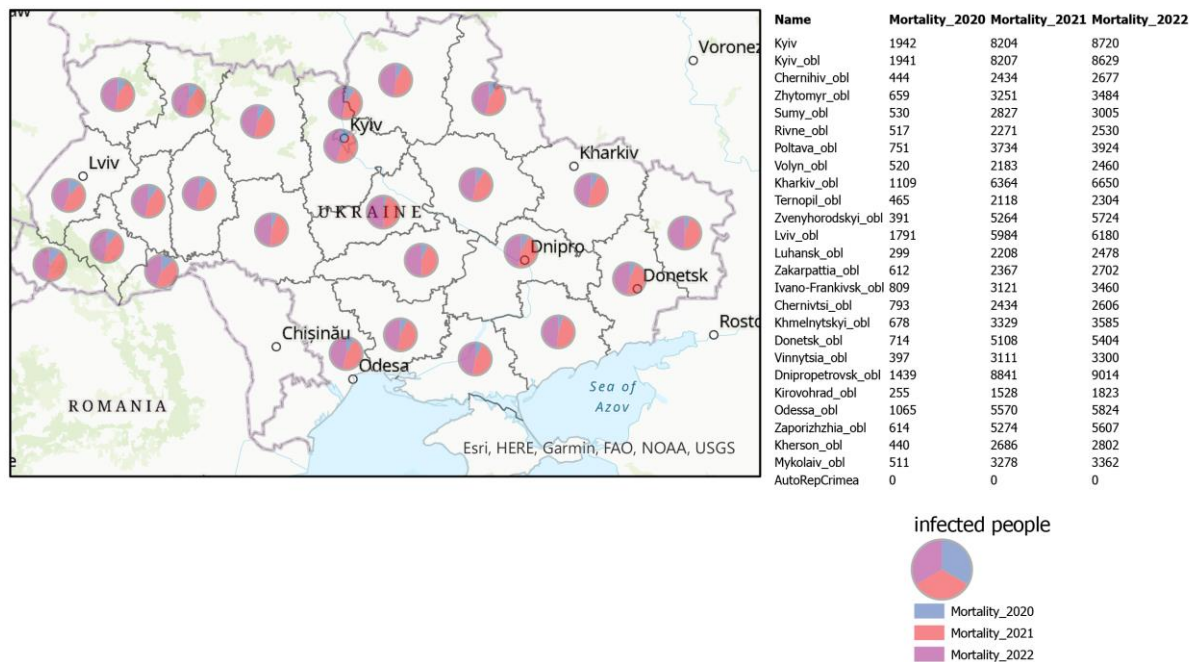 Voronez
Kyiv
Lviv
Kharkiv
UKRAINE
Dnipro
Donetsk
Chișinău
Rosto
Odesa
Sea of
Azov
ROMANIA
Esri, HERE, Garmin, FAO, NOAA, USGS
Name Mortality_2020 Mortality_2021 Mortality_2022
Kyiv 1942 8204 8720
Kyiv_obl 1941 8207 8629
Chernihiv_obl 444 2434 2677
Zhytomyr_obl 659 3251 3484
Sumy_obl 530 2827 3005
Rivne_obl 517 2271 2530
Poltava_obl 751 3734 3924
Volyn_obl 520 2183 2460
Kharkiv_obl 1109 6364 6650
Ternopil_obl 465 2118 2304
Zvenyhorodskyi_obl 391 5264 5724
Lviv_obl 1791 5984 6180
Luhansk_obl 299 2208 2478
Zakarpattia_obl 612 2367 2702
Ivano-Frankivsk_obl 809 3121 3460
Chernivtsi_obl 793 2434 2606
Khmelnytskyi_obl 678 3329 3585
Donetsk_obl 714 5108 5404
Vinnytsia_obl 397 3111 3300
Dnipropetrovsk_obl 1439 8841 9014
Kirovohrad_obl 255 1528 1823
Odessa_obl 1065 5570 5824
Zaporizhzhia_obl 614 5274 5607
Kherson_obl 440 2686 2802
Mykolaiv_obl 511 3278 3362
AutoRepCrimea 0 0 0
infected people
Mortality_2020
Mortality_2021
Mortality_2022